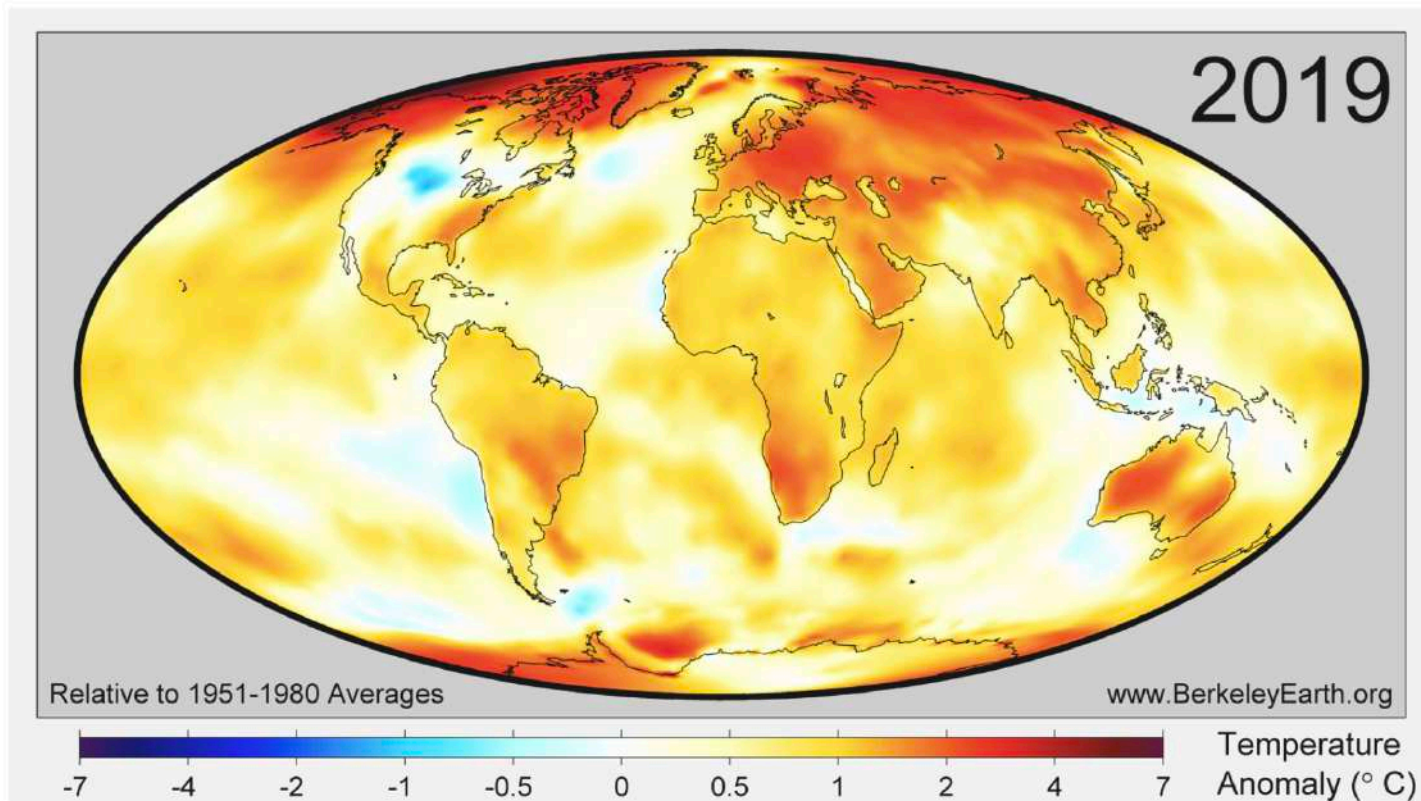 2019
Relative to 1951-1980 Averages
www.BerkeleyEarth.org
-7 -4 -2 -1 -0.5 0 0.5 1 2 4 7
Temperature
Anomaly (° C)